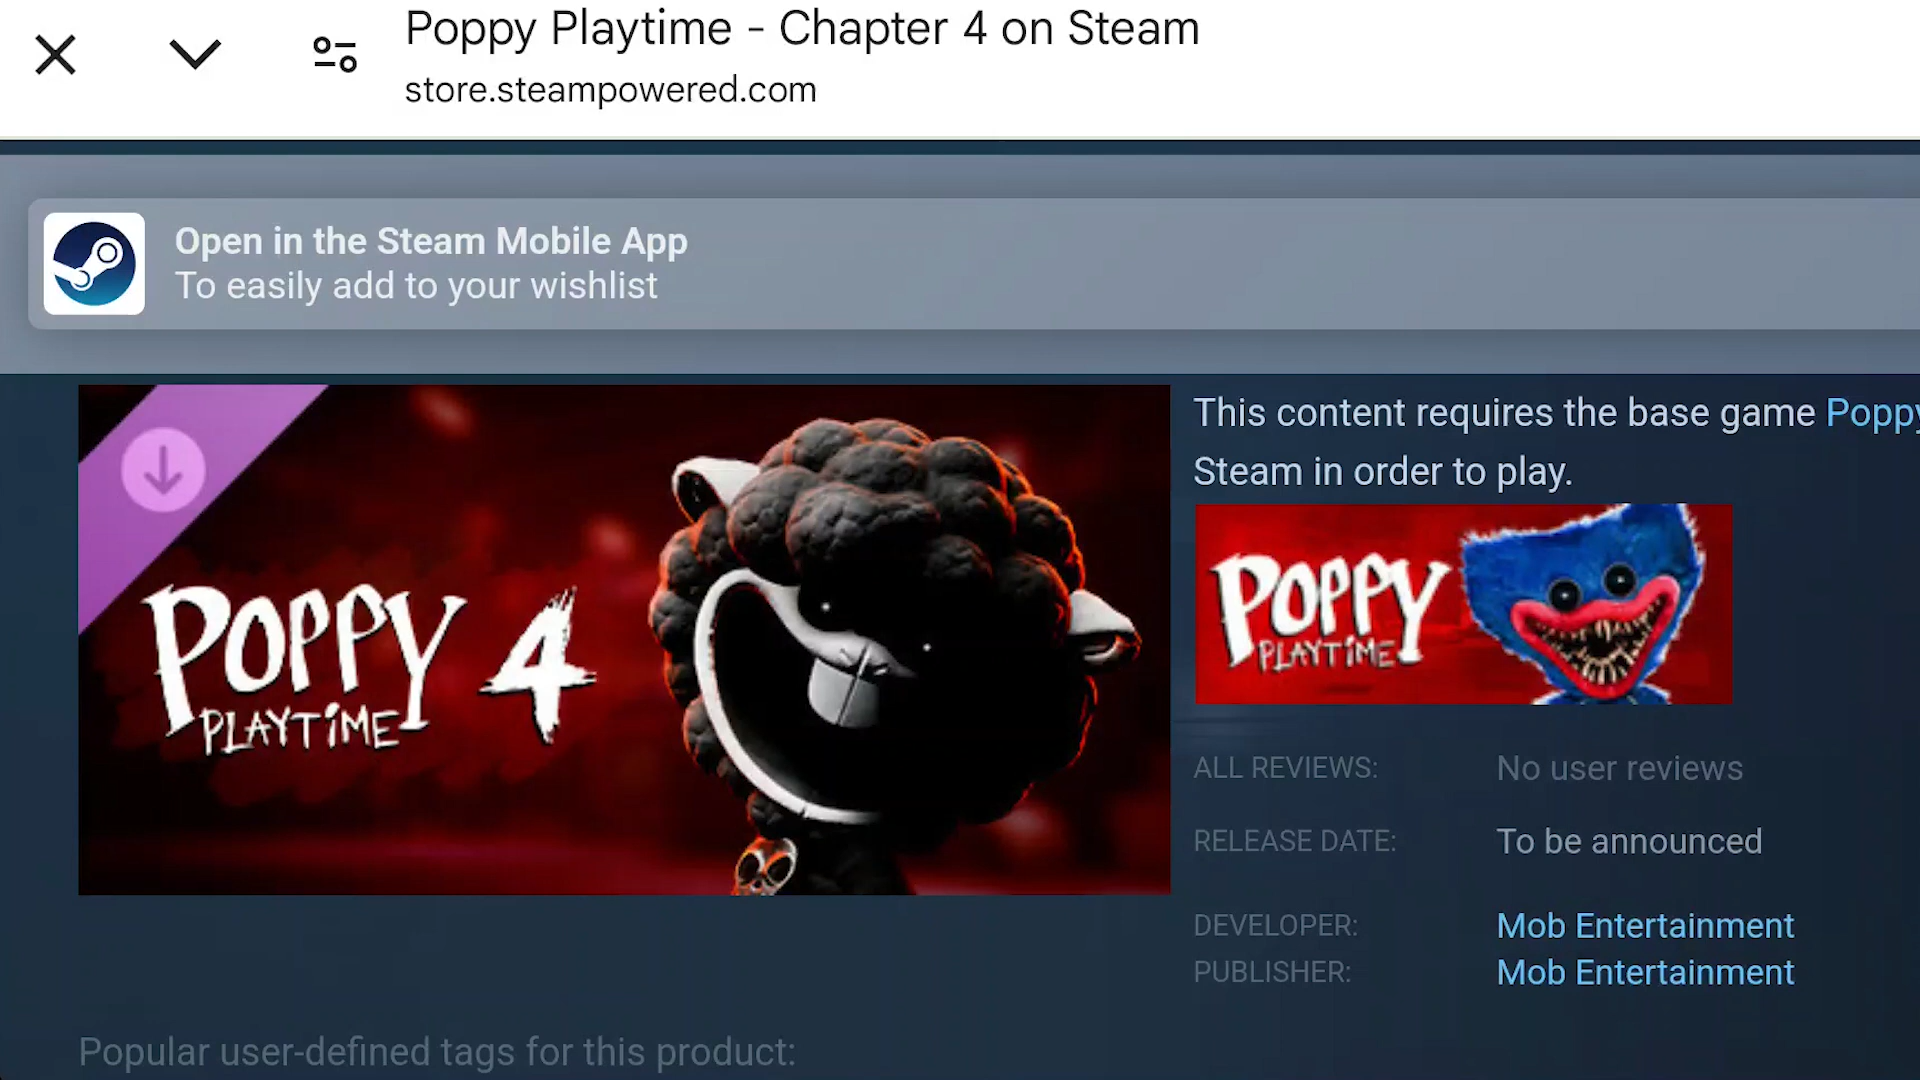 Poppy Playtime - Chapter 4 on Steam
store.steampowered.com
Open in the Steam Mobile App
To easily add to your wishlist
POPPY 4
PLAYTIME
This content requires the base game Poppy
Steam in order to play.
POPPY
PLAYTIME
ALL REVIEWS: No user reviews
RELEASE DATE: To be announced
DEVELOPER: Mob Entertainment
PUBLISHER: Mob Entertainment
Popular user-defined tags for this product: